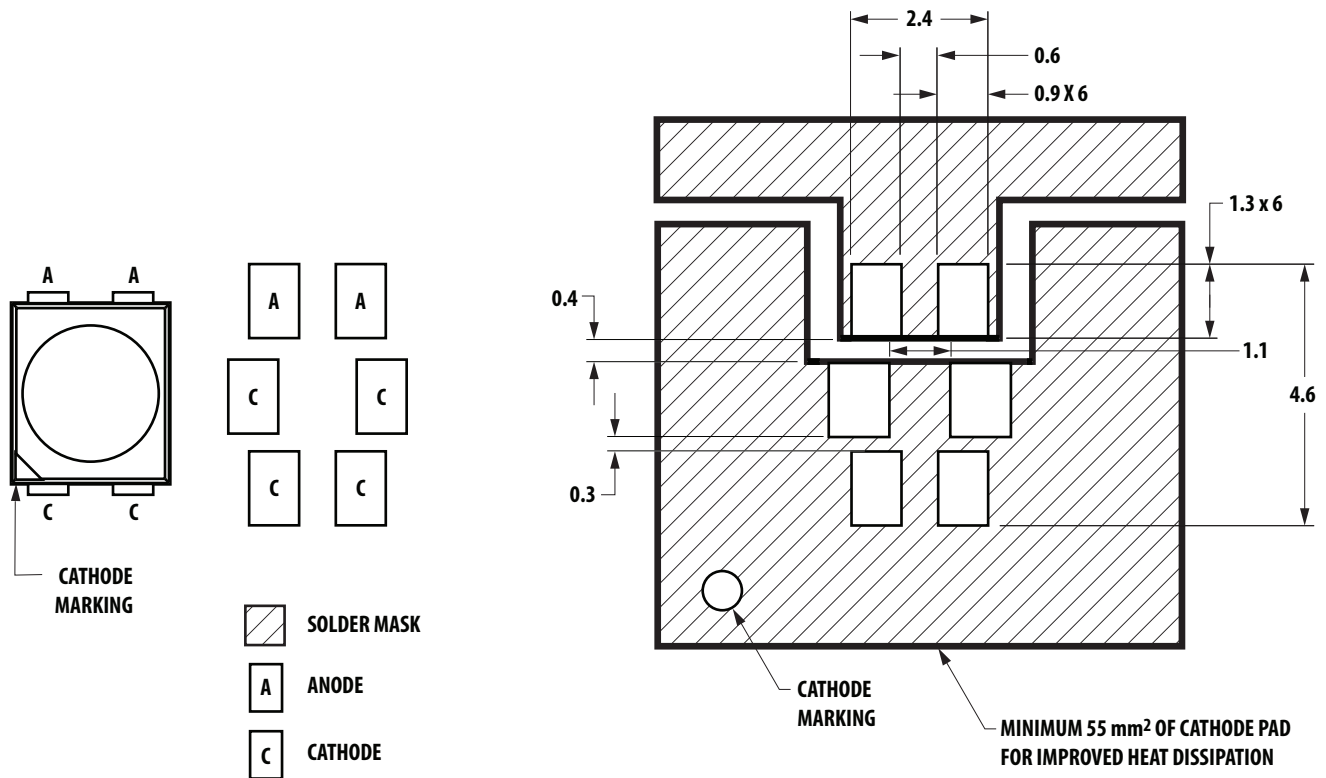 2.4
0.6
0.9 X 6
1.3 x 6
0.4
1.1
4.6
0.3
A A
A A
C C
C C
C C
CATHODE
MARKING
SOLDER MASK
A ANODE
C CATHODE
CATHODE
MARKING
MINIMUM 55 mm² OF CATHODE PAD
FOR IMPROVED HEAT DISSIPATION